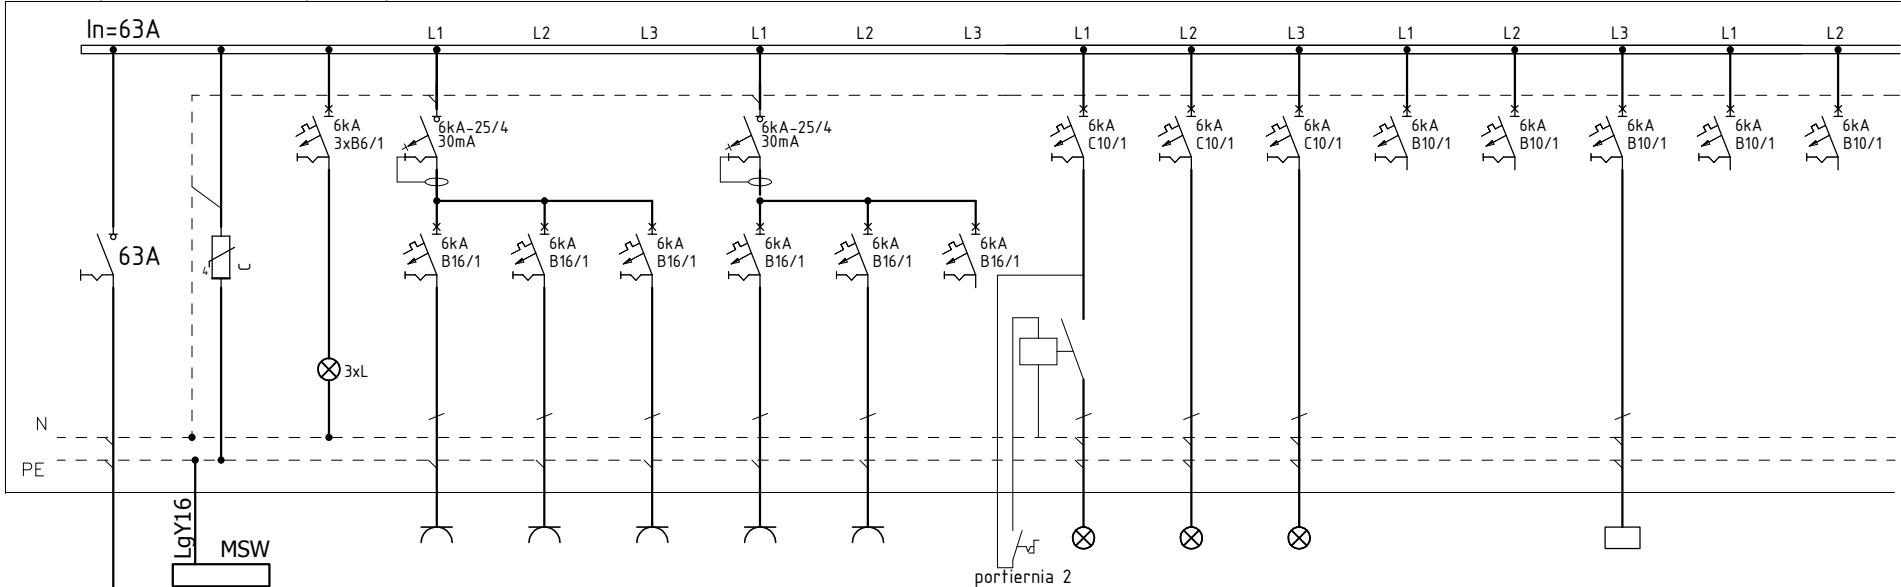 In=63A
L1 L2 L3 L1 L2 L3 L1 L2 L3 L1 L2 L3 L1 L2
6kA
3xB6/1
6kA-25/4
30mA
6kA-25/4
30mA
6kA
C10/1
6kA
C10/1
6kA
C10/1
6kA
B10/1
6kA
B10/1
6kA
B10/1
6kA
B10/1
6kA
B10/1
63A
4
U
6kA
B16/1
6kA
B16/1
6kA
B16/1
6kA
B16/1
6kA
B16/1
6kA
B16/1
3xL
N
PE
LgY16
MSW
portiernia 2